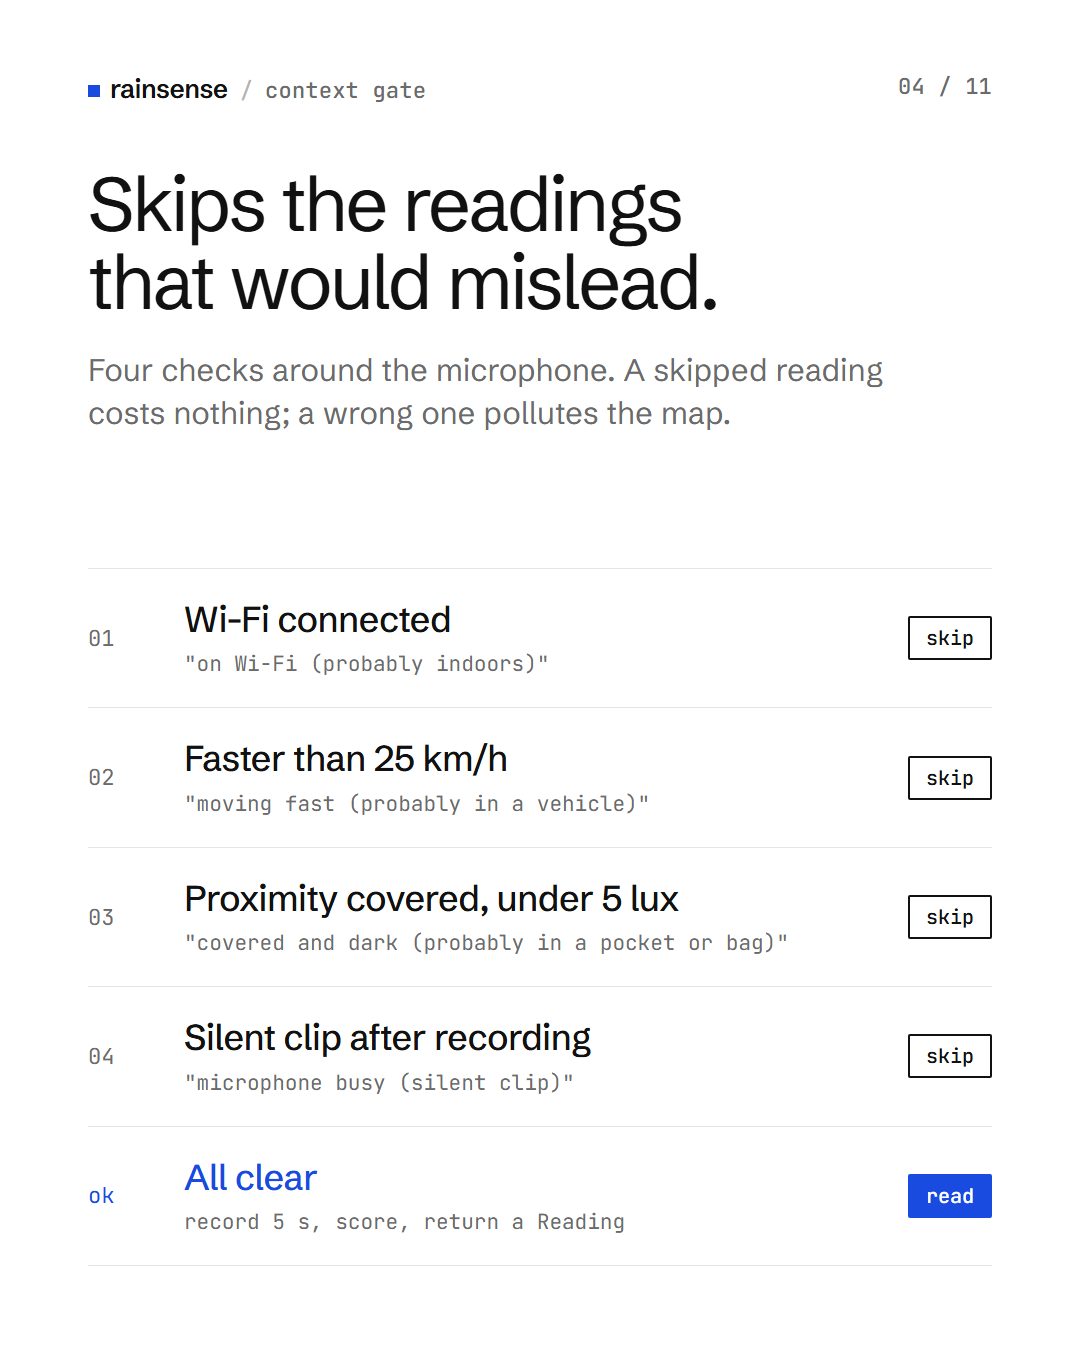 rainsense / context gate
04 / 11
Skips the readings
that would mislead.
Four checks around the microphone. A skipped reading
costs nothing; a wrong one pollutes the map.
01
Wi-Fi connected
"on Wi-Fi (probably indoors)"
skip
02
Faster than 25 km/h
"moving fast (probably in a vehicle)"
skip
03
Proximity covered, under 5 lux
"covered and dark (probably in a pocket or bag)"
skip
04
Silent clip after recording
"microphone busy (silent clip)"
skip
ok
All clear
record 5 s, score, return a Reading
read